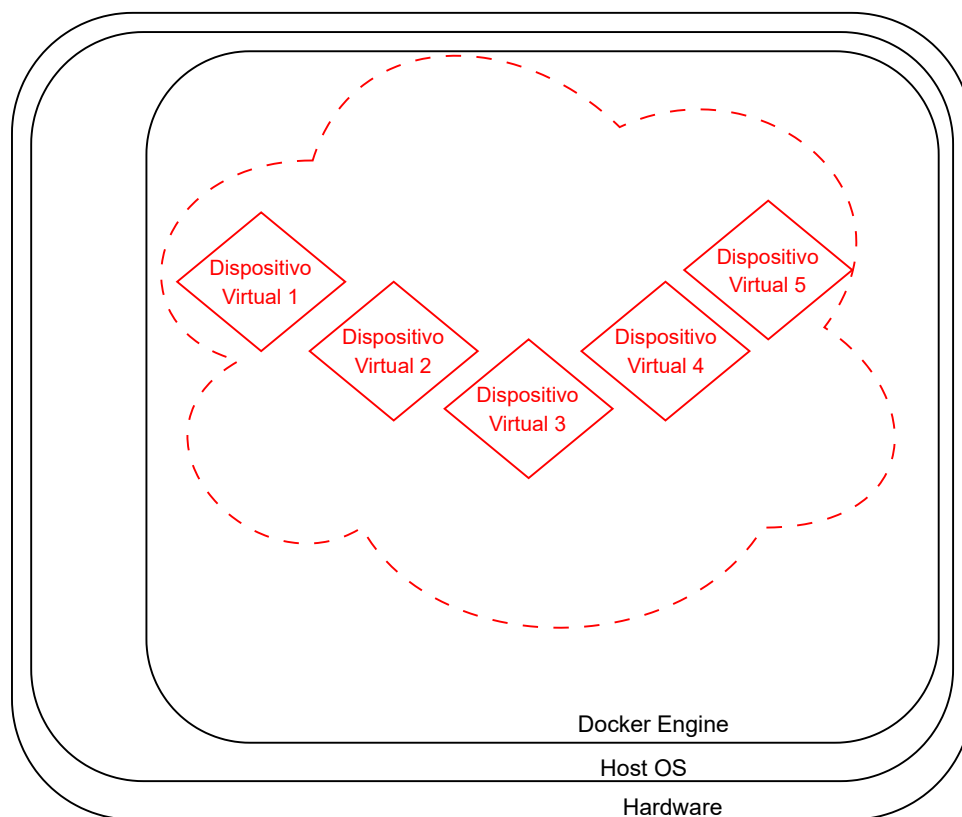 Dispositivo
Virtual 1
Dispositivo
Virtual 2
Dispositivo
Virtual 3
Dispositivo
Virtual 4
Dispositivo
Virtual 5
Docker Engine
Host OS
Hardware